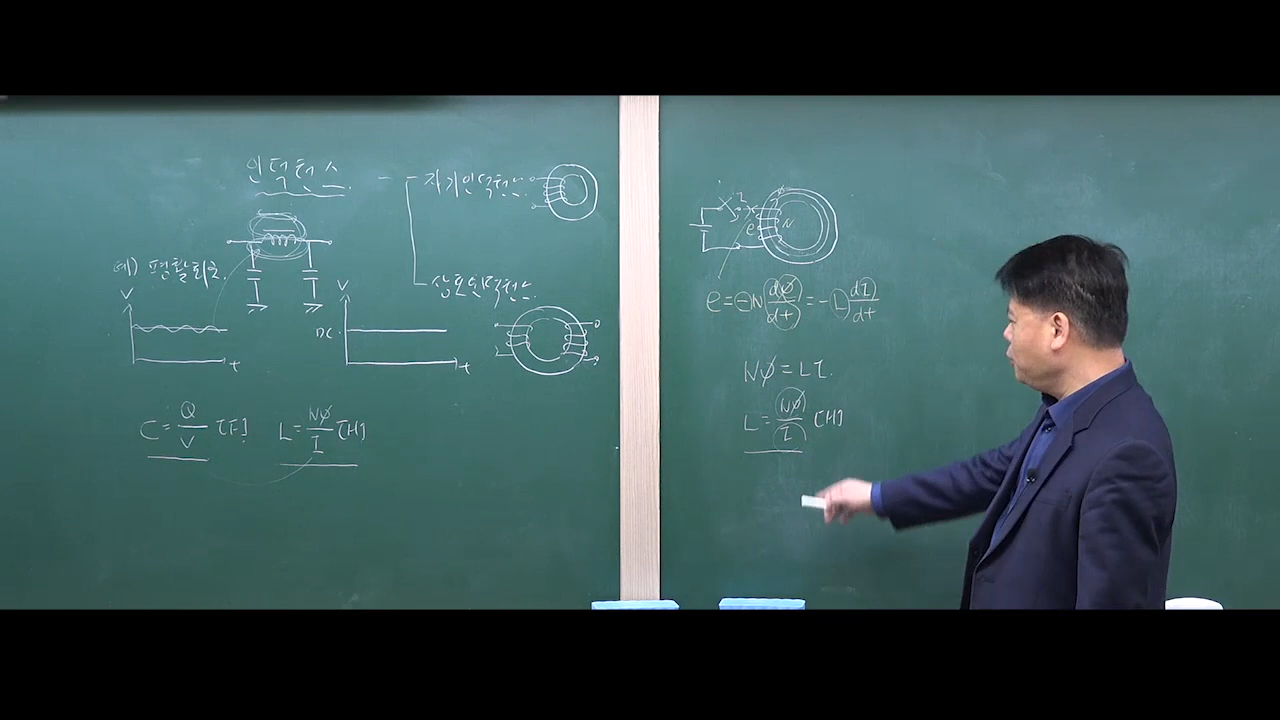 인덕턴스
자기인덕턴스
예) 평활회로
상호인덕턴스
V
t
V
DC
t
C = Q/V [F]
L = Nφ/I [H]
I
e
N
φ
e = -N dφ/dt = -L dI/dt
Nφ = LI.
L = Nφ/I [H]